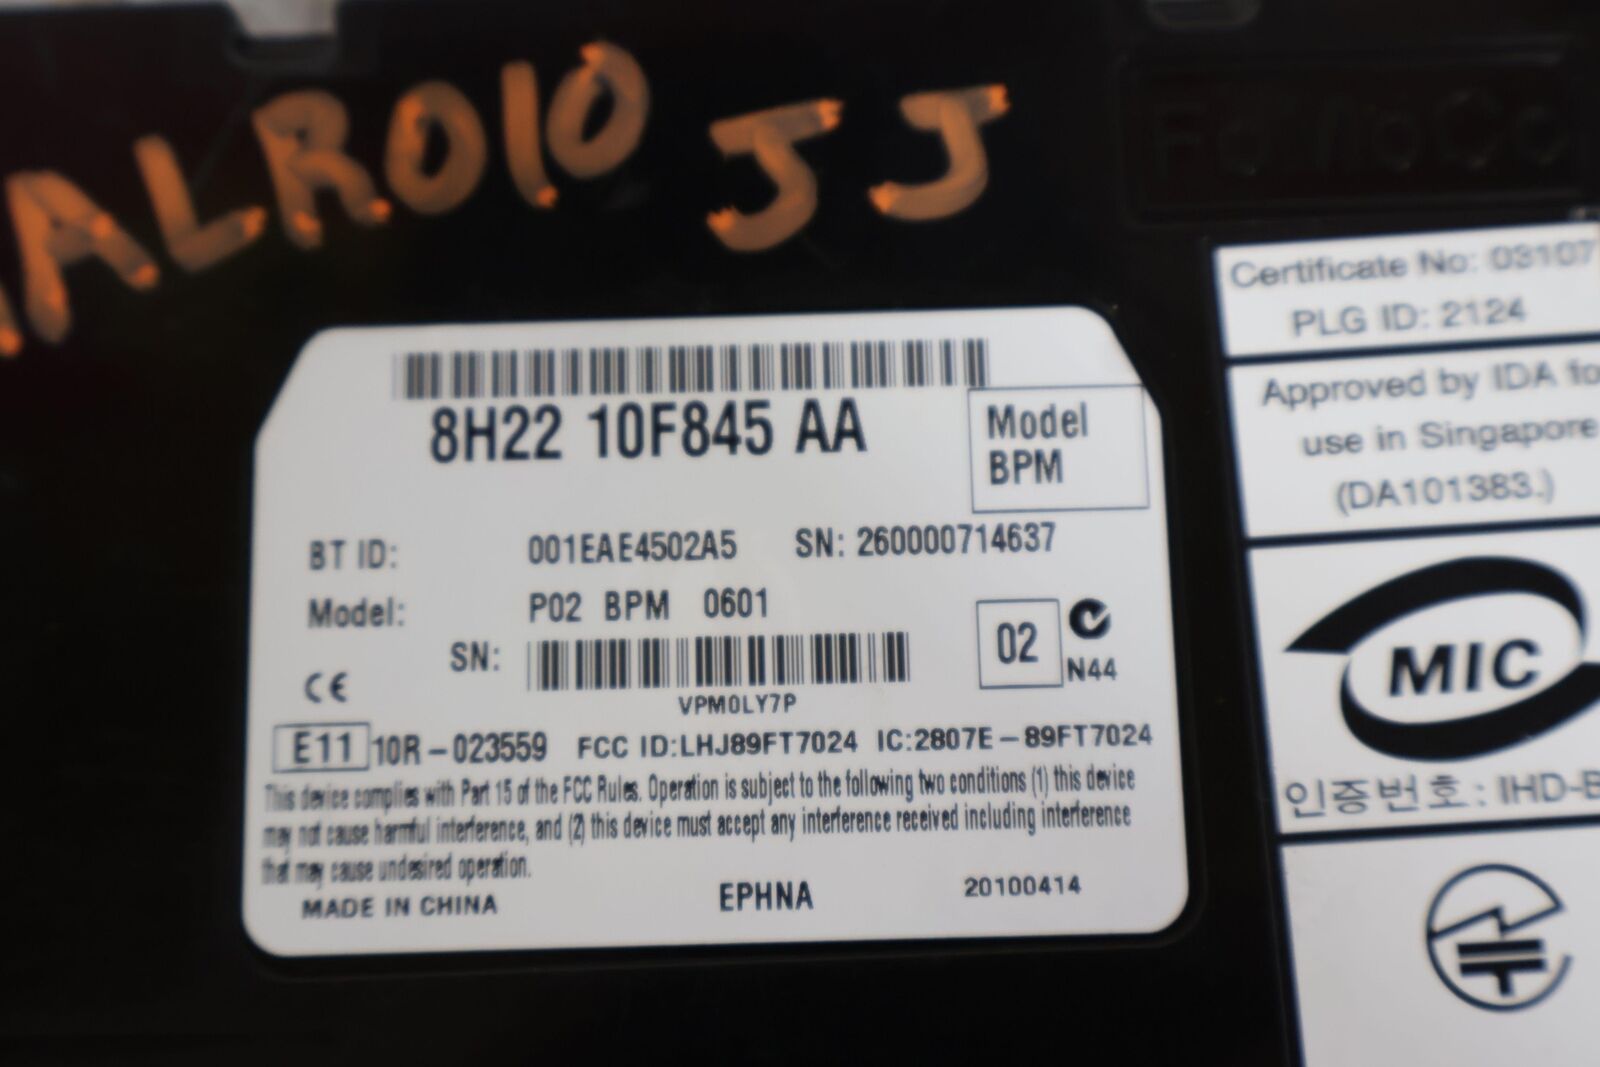 ALR010 JJ
FoMoCo
8H22 10F845 AA
Model
BPM
BT ID: 001EAE4502A5 SN: 260000714637
Model: P02 BPM 0601
SN:
02
N44
CE
VPM0LY7P
E11 10R-023559 FCC ID:LHJ89FT7024 IC:2807E-89FT7024
This device complies with Part 15 of the FCC Rules. Operation is subject to the following two conditions (1) this device
may not cause harmful interference, and (2) this device must accept any interference received including interference
that may cause undesired operation.
MADE IN CHINA EPHNA 20100414
Certificate No: 03107
PLG ID: 2124
Approved by IDA fo
use in Singapore
(DA101383.)
MIC
인증번호: IHD-B